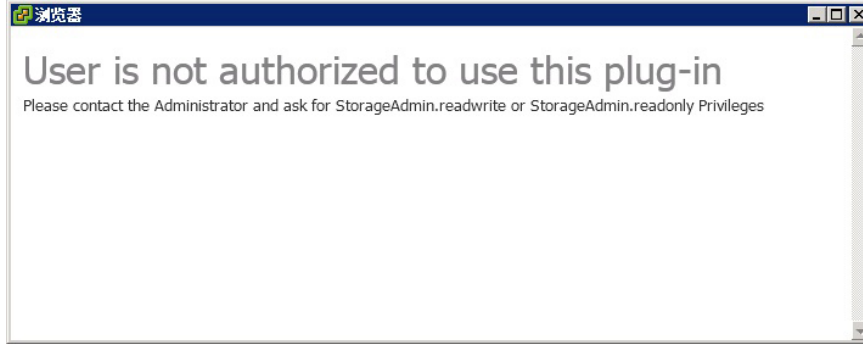 浏览器
User is not authorized to use this plug-in
Please contact the Administrator and ask for StorageAdmin.readwrite or StorageAdmin.readonly Privileges